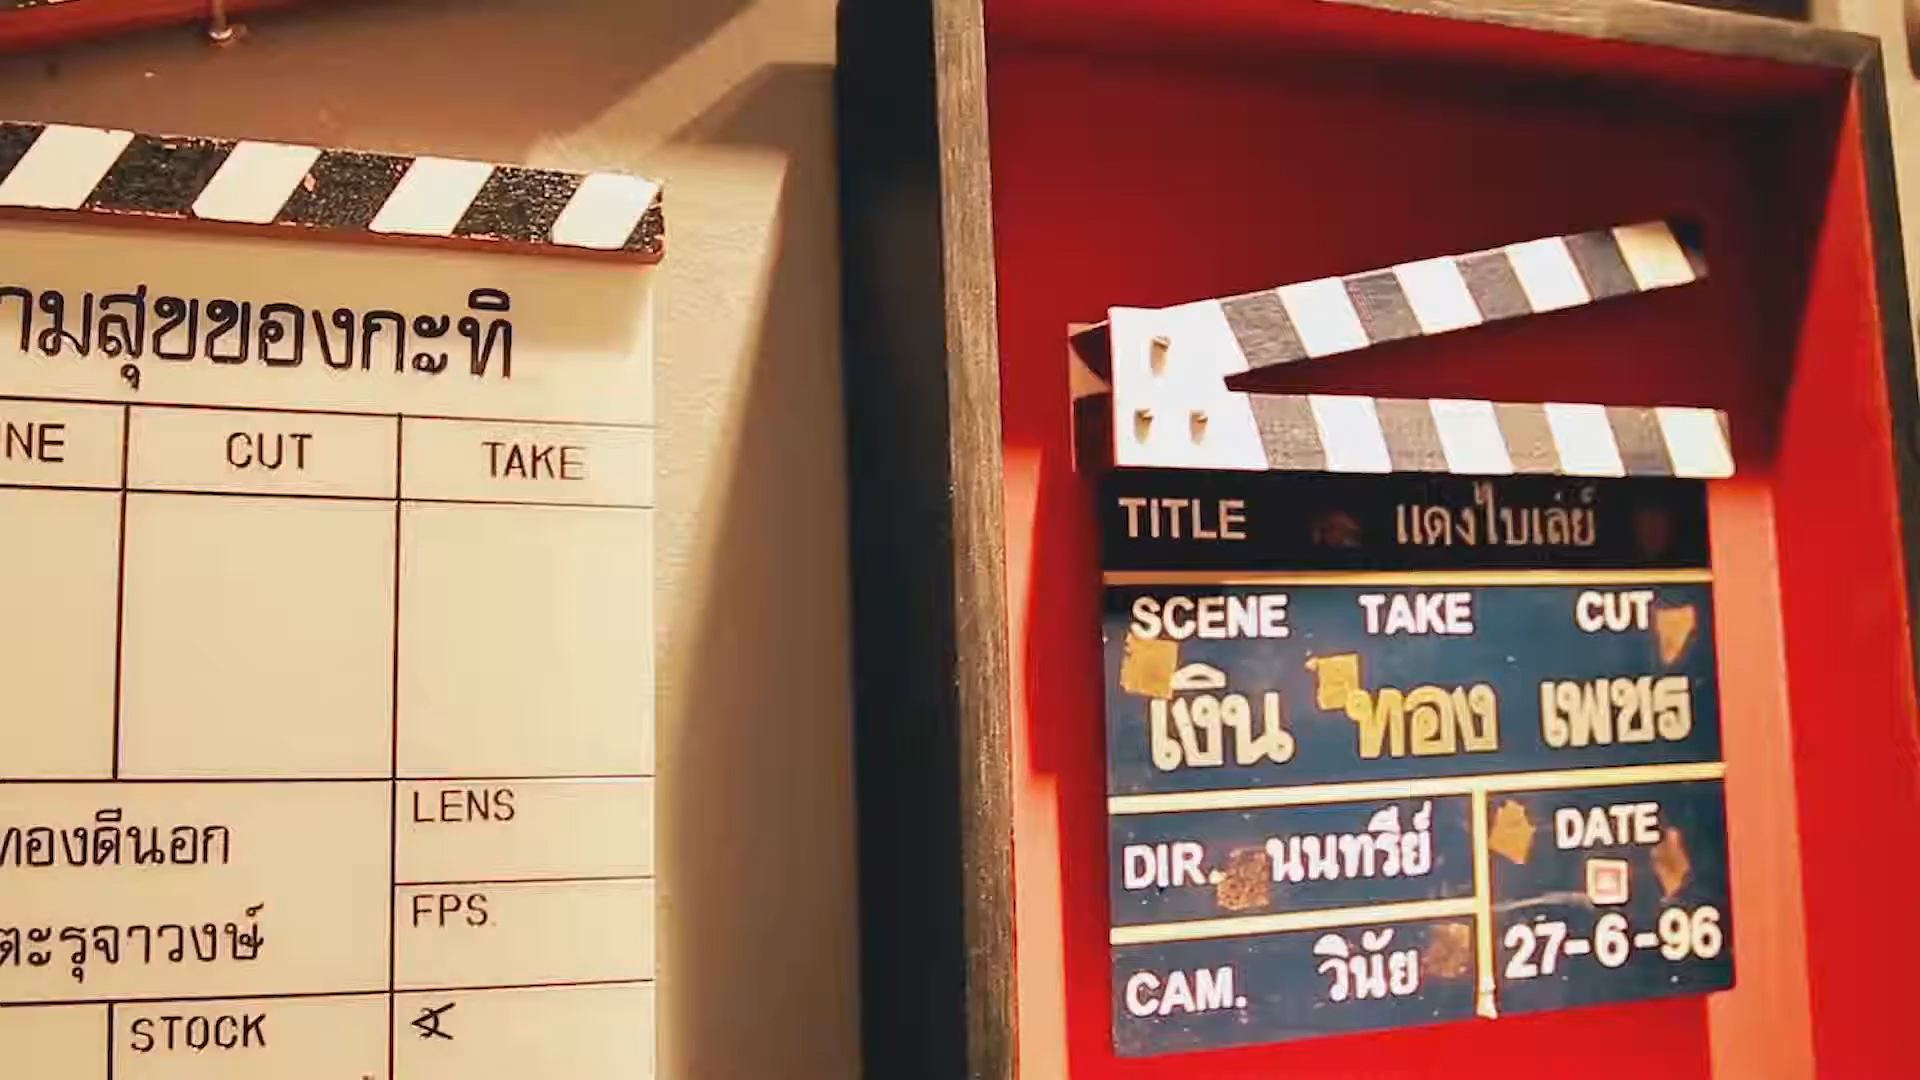 ามสุขของกะทิ
NE CUT TAKE
LENS
ทองดีนอก
FPS.
ตะรุจาวงษ์
STOCK
TITLE แดงไบเล่ย์
SCENE TAKE CUT
เงิน ทอง เพชร
DIR. นนทรีย์
DATE
27-6-96
CAM. วินัย